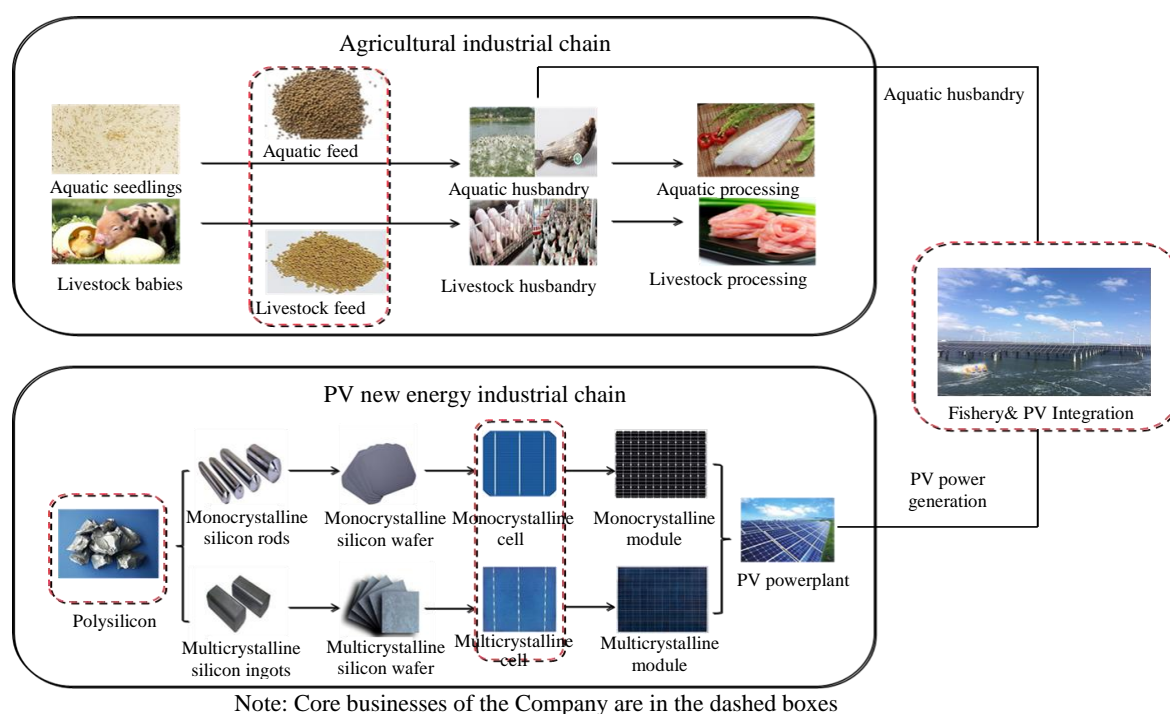 Agricultural industrial chain
Aquatic husbandry
Aquatic feed
Aquatic seedlings
Aquatic husbandry
Aquatic processing
Livestock babies
Livestock feed
Livestock husbandry
Livestock processing
Fishery& PV Integration
PV new energy industrial chain
PV power
generation
Monocrystalline
silicon rods
Monocrystalline
silicon wafer
Monocrystalline
cell
Monocrystalline
module
Polysilicon
PV powerplant
Multicrystalline
silicon ingots
Multicrystalline
silicon wafer
Multicrystalline
cell
Multicrystalline
module
Note: Core businesses of the Company are in the dashed boxes